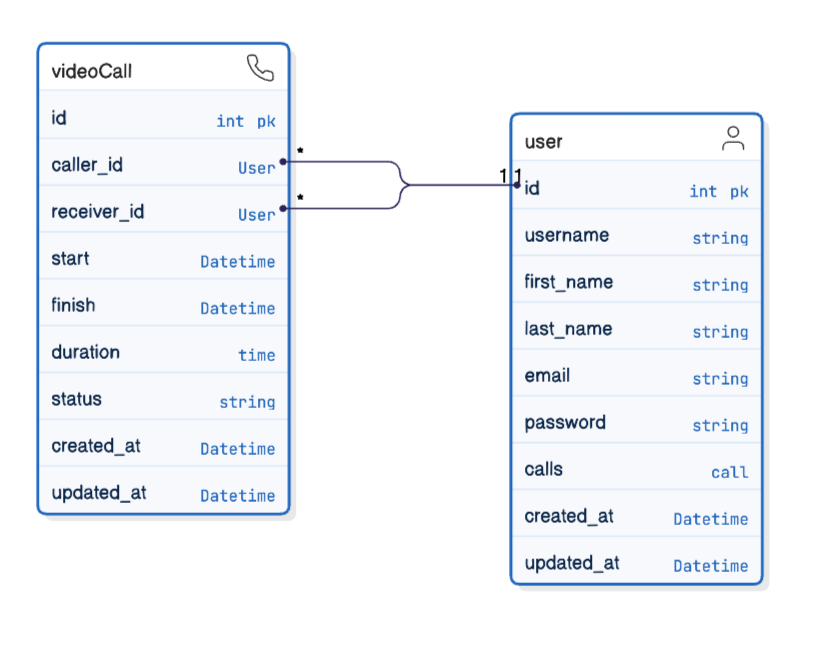 videoCall
id int pk
caller_id User *
receiver_id User *
start Datetime
finish Datetime
duration time
status string
created_at Datetime
updated_at Datetime
user
1 1 id int pk
username string
first_name string
last_name string
email string
password string
calls call
created_at Datetime
updated_at Datetime